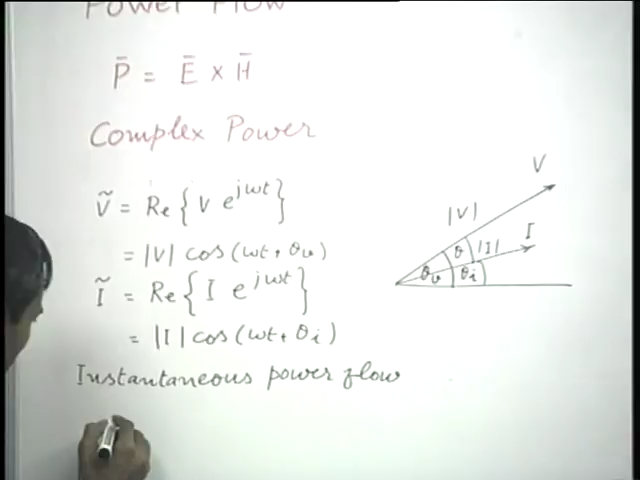 Power Flow
P̄ = Ē × H̄
Complex Power
Ṽ = Re { V e^{jωt} }
= |V| cos(ωt + θv)
Ĩ = Re { I e^{jωt} }
= |I| cos(ωt + θi)
Instantaneous power flow
V
|V|
I
|I|
θ
θv
θi